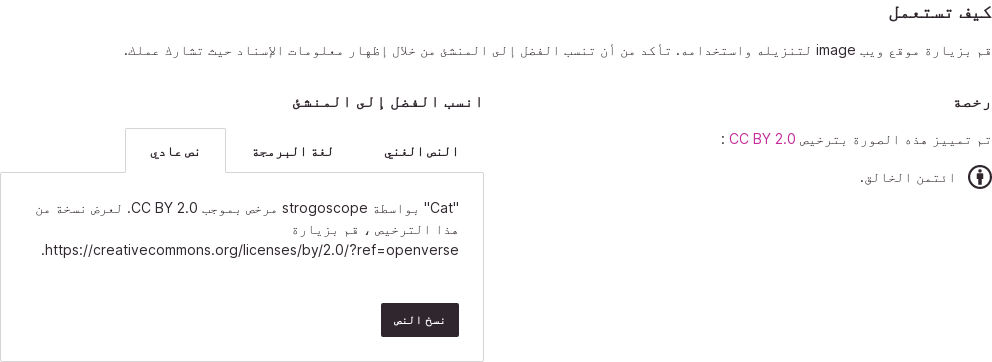 كيف تستعمل
قم بزيارة موقع ويب image لتنزيله واستخدامه. تأكد من أن تنسب الفضل إلى المنشئ من خلال إظهار معلومات الإسناد حيث تشارك عملك.
رخصة
تم تمييز هذه الصورة بترخيص CC BY 2.0 :
ائتمن الخالق.
انسب الفضل إلى المنشئ
النص الغني
لغة البرمجة
نص عادي
"Cat" بواسطة strogoscope مرخص بموجب CC BY 2.0. لعرض نسخة من
هذا الترخيص ، قم بزيارة
https://creativecommons.org/licenses/by/2.0/?ref=openverse.
نسخ النص